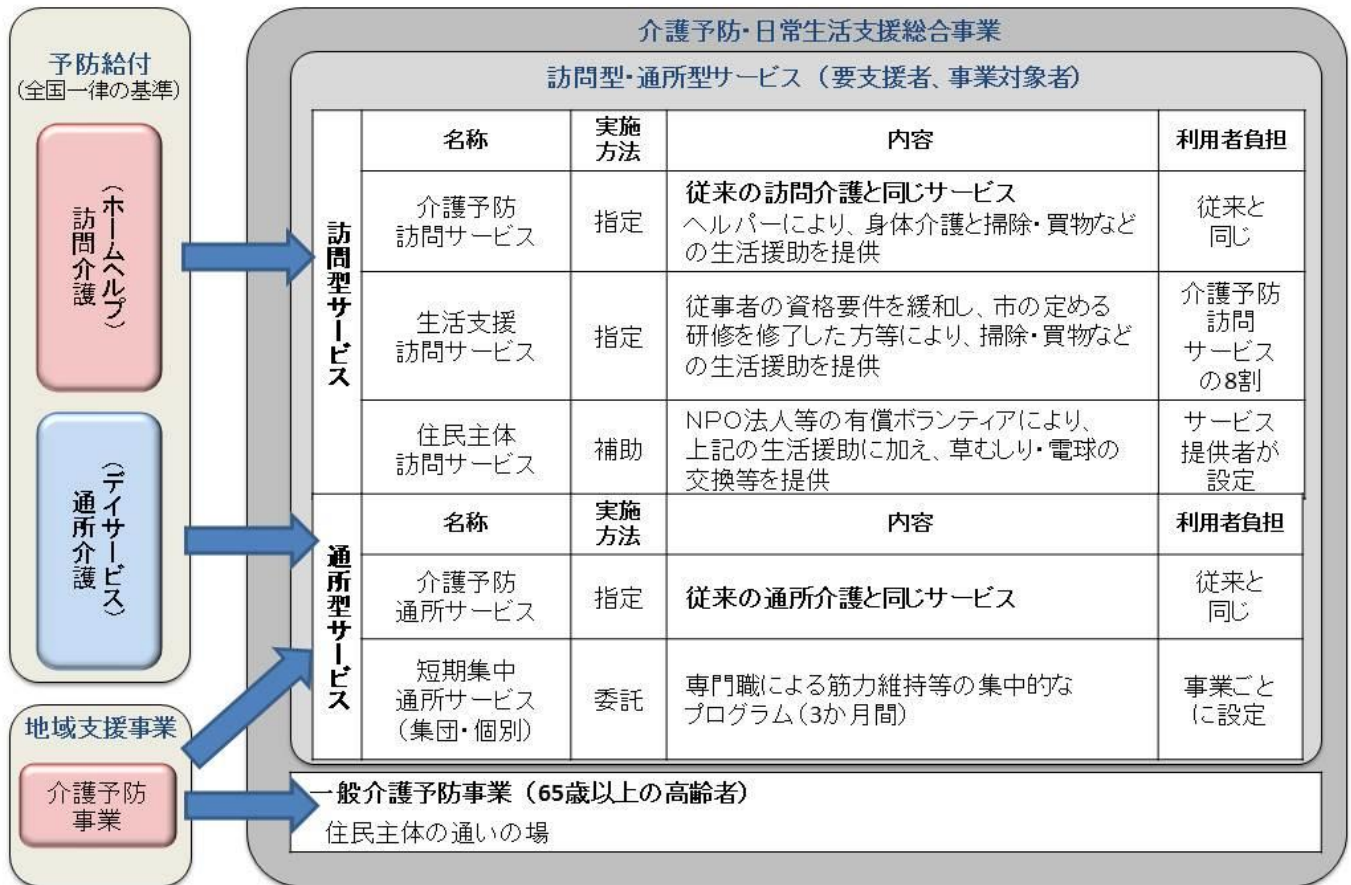 予防給付
(全国一律の基準)
訪問介護
(ホームヘルプ)
通所介護
(デイサービス)
地域支援事業
介護予防
事業
介護予防・日常生活支援総合事業
訪問型・通所型サービス (要支援者、事業対象者)
訪問型サービス
名称
実施
方法
内容
利用者負担
介護予防
訪問サービス
指定
従来の訪問介護と同じサービス
ヘルパーにより、身体介護と掃除・買物など
の生活援助を提供
従来と
同じ
生活支援
訪問サービス
指定
従事者の資格要件を緩和し、市の定める
研修を修了した方等により、掃除・買物など
の生活援助を提供
介護予防
訪問
サービス
の8割
住民主体
訪問サービス
補助
NPO法人等の有償ボランティアにより、
上記の生活援助に加え、草むしり・電球の
交換等を提供
サービス
提供者が
設定
通所型サービス
名称
実施
方法
内容
利用者負担
介護予防
通所サービス
指定
従来の通所介護と同じサービス
従来と
同じ
短期集中
通所サービス
(集団・個別)
委託
専門職による筋力維持等の集中的な
プログラム(3か月間)
事業ごと
に設定
一般介護予防事業 (65歳以上の高齢者)
住民主体の通いの場